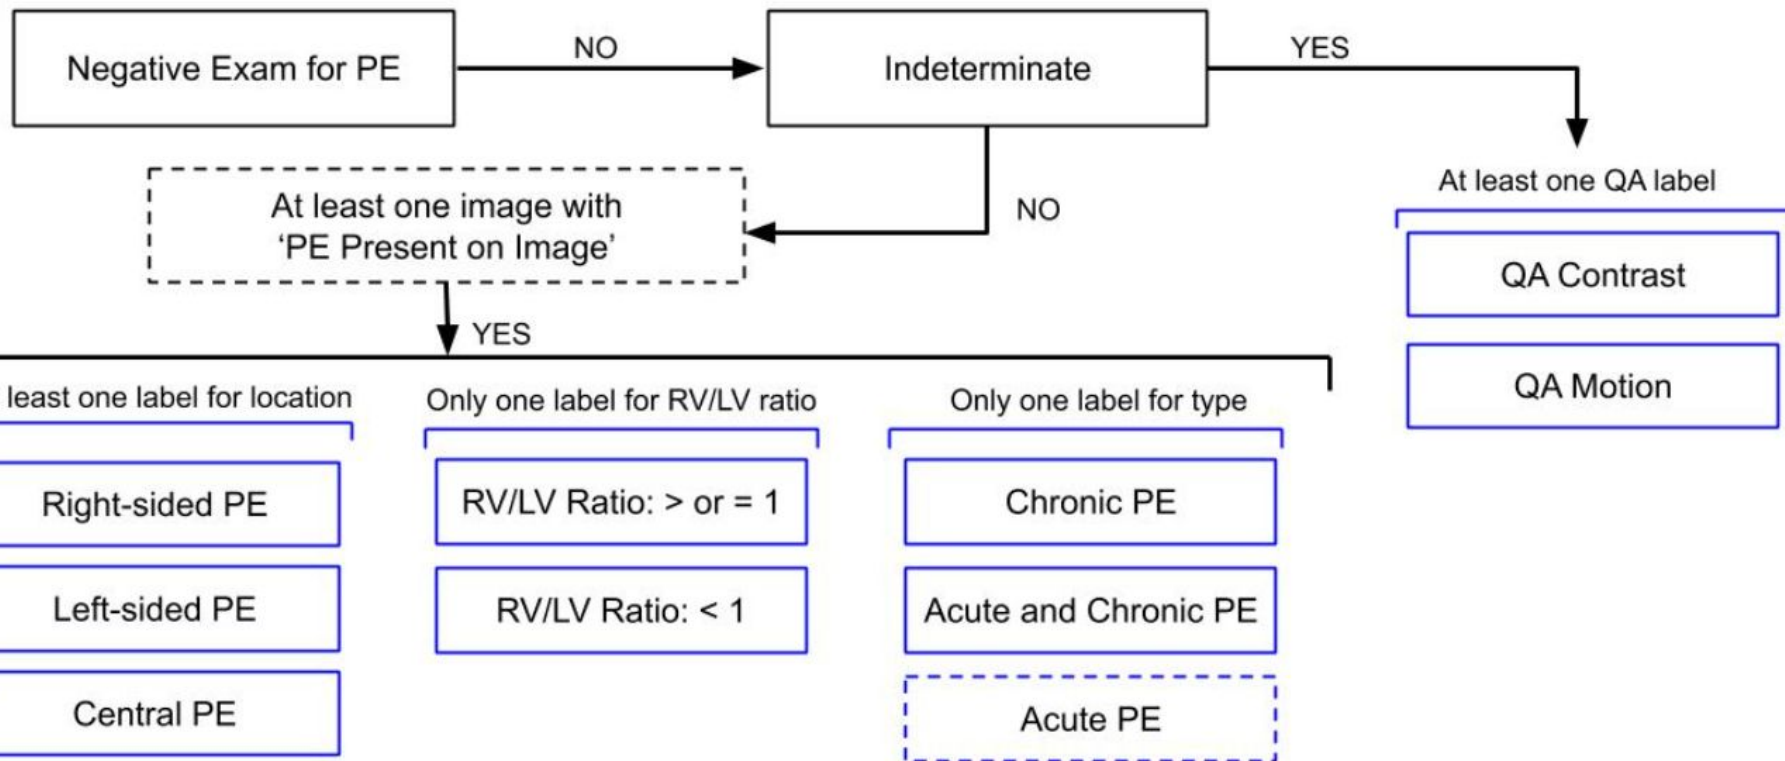 Negative Exam for PE
NO
Indeterminate
YES
At least one image with
‘PE Present on Image’
NO
At least one QA label
QA Contrast
QA Motion
YES
least one label for location
Right-sided PE
Left-sided PE
Central PE
Only one label for RV/LV ratio
RV/LV Ratio: > or = 1
RV/LV Ratio: < 1
Only one label for type
Chronic PE
Acute and Chronic PE
Acute PE